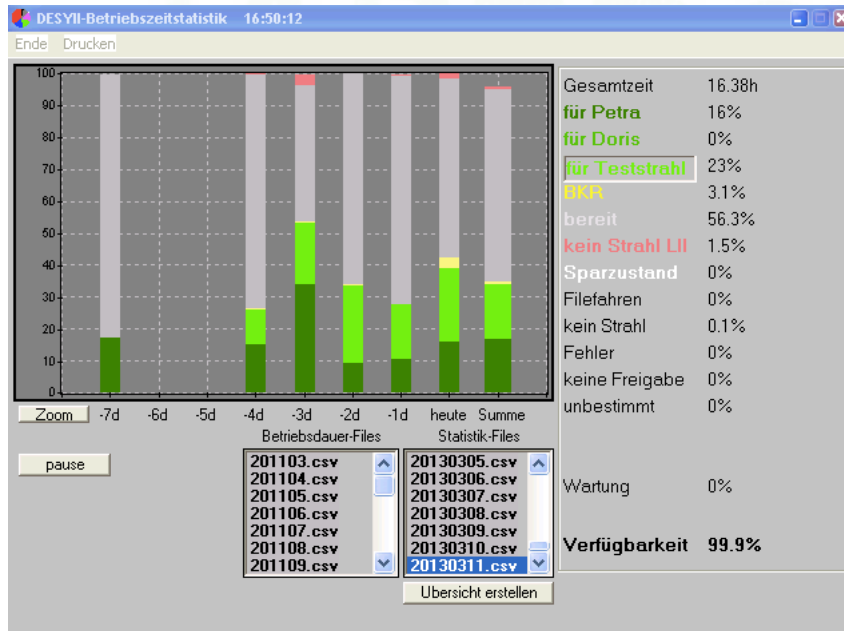 DESYII-Betriebszeitstatistik 16:50:12
Ende Drucken
100
90
80
70
60
50
40
30
20
10
0
Zoom -7d -6d -5d -4d -3d -2d -1d heute Summe
Betriebsdauer-Files Statistik-Files
pause
201103.csv
201104.csv
201105.csv
201106.csv
201107.csv
201108.csv
201109.csv
20130305.csv
20130306.csv
20130307.csv
20130308.csv
20130309.csv
20130310.csv
20130311.csv
Ubersicht erstellen
Gesamtzeit 16.38h
für Petra 16%
für Doris 0%
für Teststrahl 23%
BKR 3.1%
bereit 56.3%
kein Strahl LII 1.5%
Sparzustand 0%
Filefahren 0%
kein Strahl 0.1%
Fehler 0%
keine Freigabe 0%
unbestimmt 0%
Wartung 0%
Verfügbarkeit 99.9%